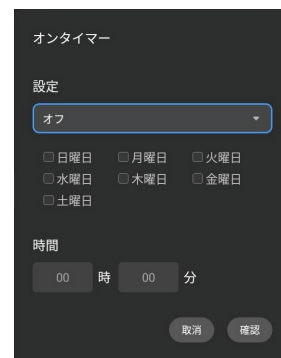 オンタイマー
設定
オフ
日曜日 月曜日 火曜日
水曜日 木曜日 金曜日
土曜日
時間
00 時 00 分
取消 確認